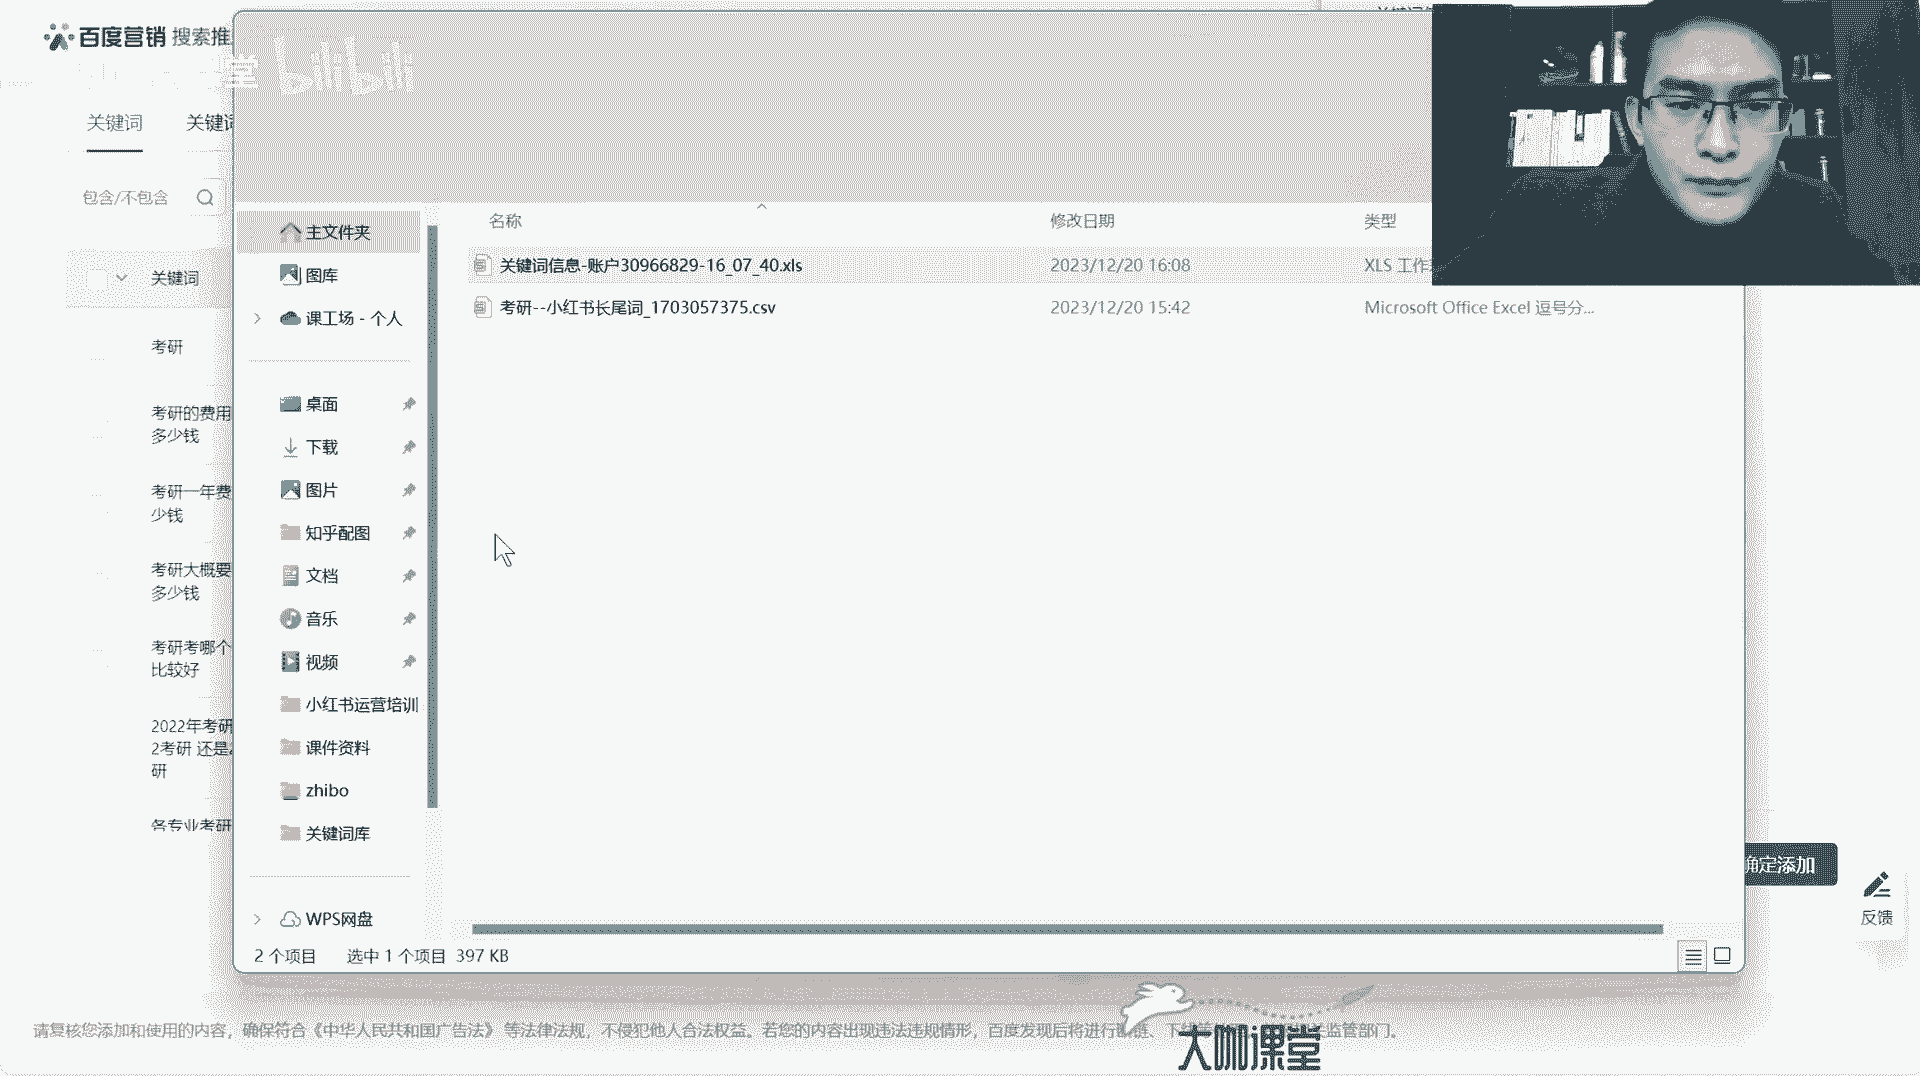 百度营销 搜索推
堂 bilibili
关键词 关键词
包含/不包含
关键词
考研
考研的费用
多少钱
考研一年费
少钱
考研大概要
多少钱
考研考哪个
比较好
2022年考研
2考研 还是
研
各专业考研
主文件夹
图库
课工场 - 个人
桌面
下载
图片
知乎配图
文档
音乐
视频
小红书运营培训
课件资料
zhibo
关键词库
WPS网盘
名称 修改日期 类型
关键词信息-账户30966829-16_07_40.xls 2023/12/20 16:08 XLS 工作
考研--小红书长尾词_1703057375.csv 2023/12/20 15:42 Microsoft Office Excel 逗号分...
2 个项目 选中 1 个项目 397 KB
确定添加
反馈
请复核您添加和使用的内容，确保符合《中华人民共和国广告法》等法律法规，不侵犯他人合法权益。若您的内容出现违法违规情形，百度发现后将进行断链、下线 监管部门。
大咖课堂